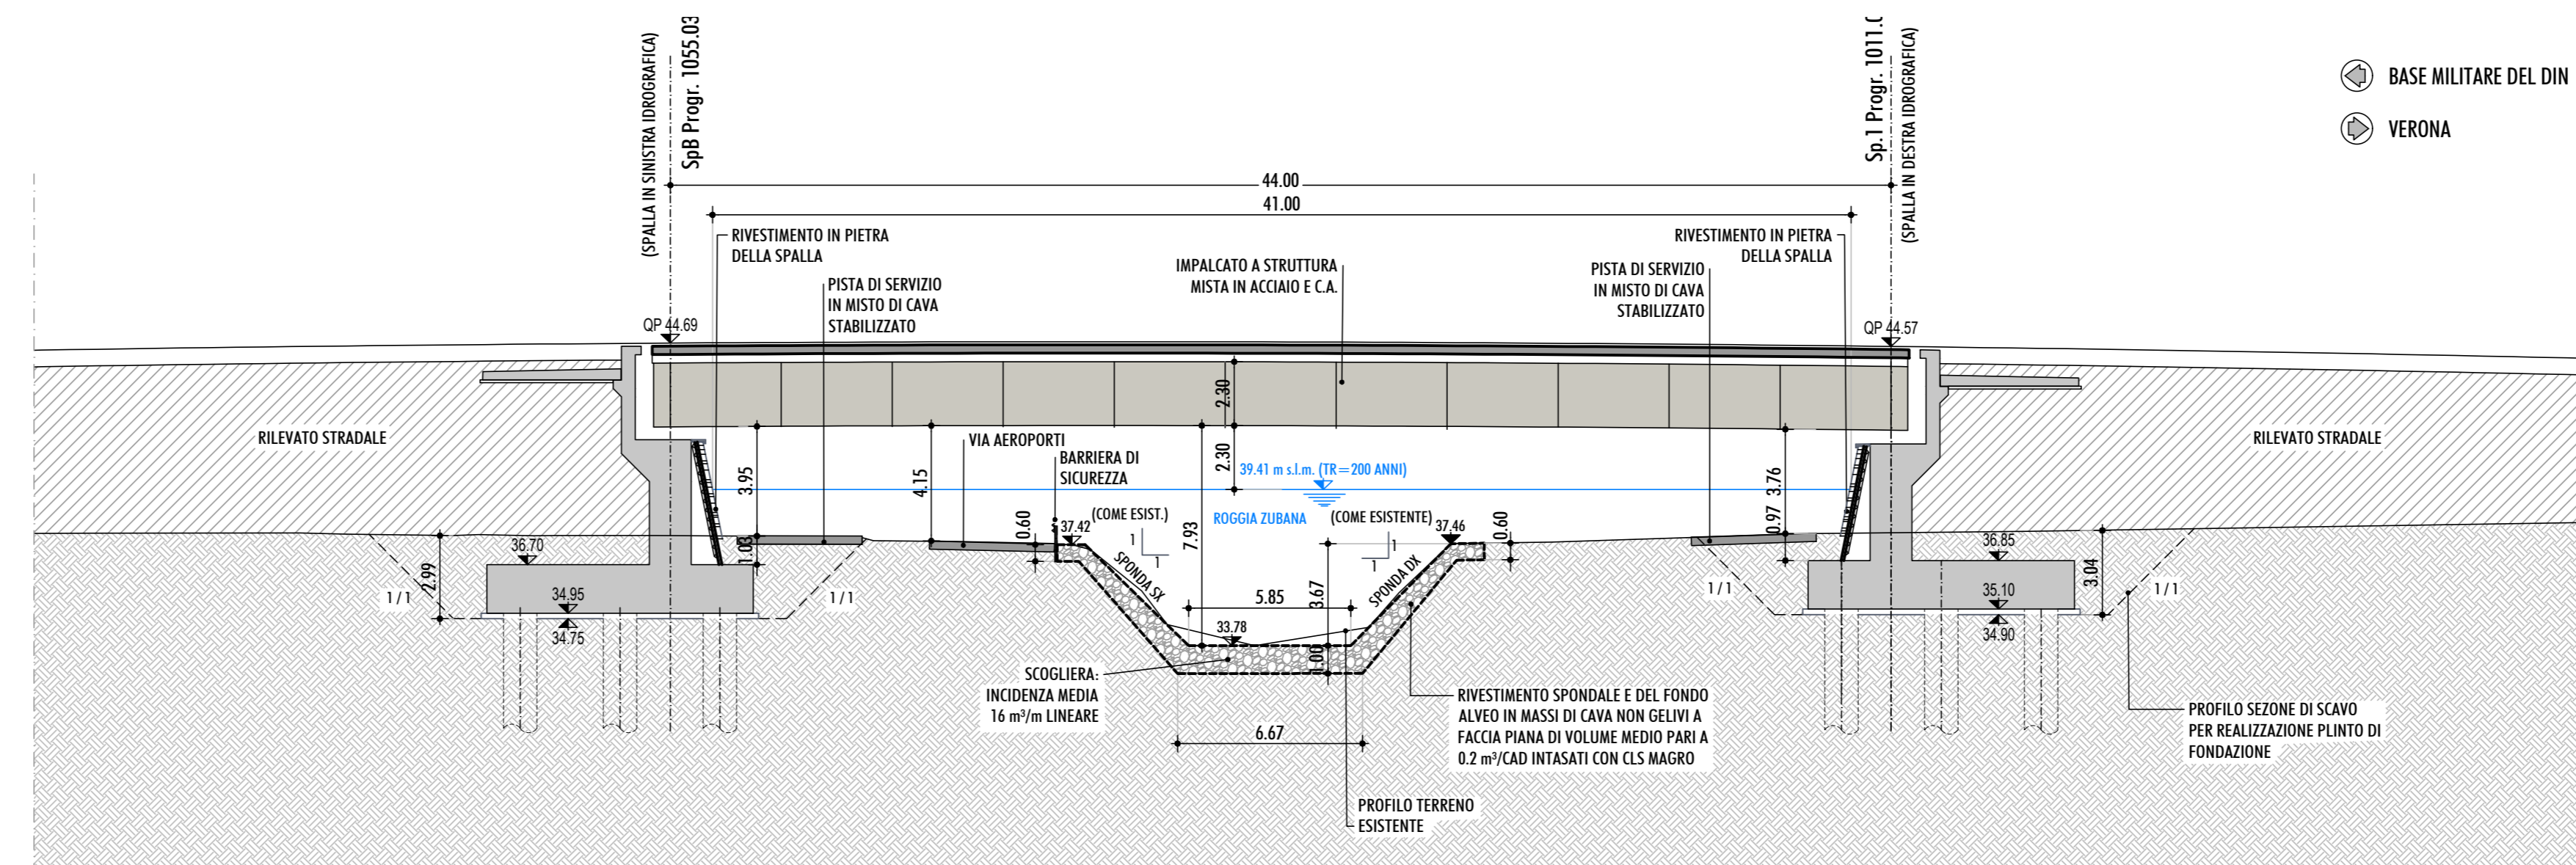 (SPALLA IN SINISTRA IDROGRAFICA)
SpB Progr. 1055.03
Sp.1 Progr. 1011.
(SPALLA IN DESTRA IDROGRAFICA)
BASE MILITARE DEL DIN
VERONA
44.00
41.00
RIVESTIMENTO IN PIETRA
DELLA SPALLA
PISTA DI SERVIZIO
IN MISTO DI CAVA
STABILIZZATO
IMPALCATO A STRUTTURA
MISTA IN ACCIAIO E C.A.
PISTA DI SERVIZIO
IN MISTO DI CAVA
STABILIZZATO
RIVESTIMENTO IN PIETRA
DELLA SPALLA
QP 44.69
QP 44.57
2.30
RILEVATO STRADALE
RILEVATO STRADALE
VIA AEROPORTI
BARRIERA DI
SICUREZZA
3.95
4.15
2.30
39.41 m s.l.m. (TR=200 ANNI)
3.76
(COME ESIST.)
ROGGIA ZUBANA
(COME ESISTENTE)
0.60
37.42
7.93
37.46
0.60
0.97
1
1
1
1
36.70
1.03
2.99
SPONDA SX
SPONDA DX
36.85
3.04
1/1
34.95
34.75
1/1
5.85
3.67
1/1
35.10
34.90
1/1
33.78
1.00
SCOGLIERA:
INCIDENZA MEDIA
16 m³/m LINEARE
6.67
RIVESTIMENTO SPONDALE E DEL FONDO
ALVEO IN MASSI DI CAVA NON GELIVI A
FACCIA PIANA DI VOLUME MEDIO PARI A
0.2 m³/CAD INTASATI CON CLS MAGRO
PROFILO SEZONE DI SCAVO
PER REALIZZAZIONE PLINTO DI
FONDAZIONE
PROFILO TERRENO
ESISTENTE